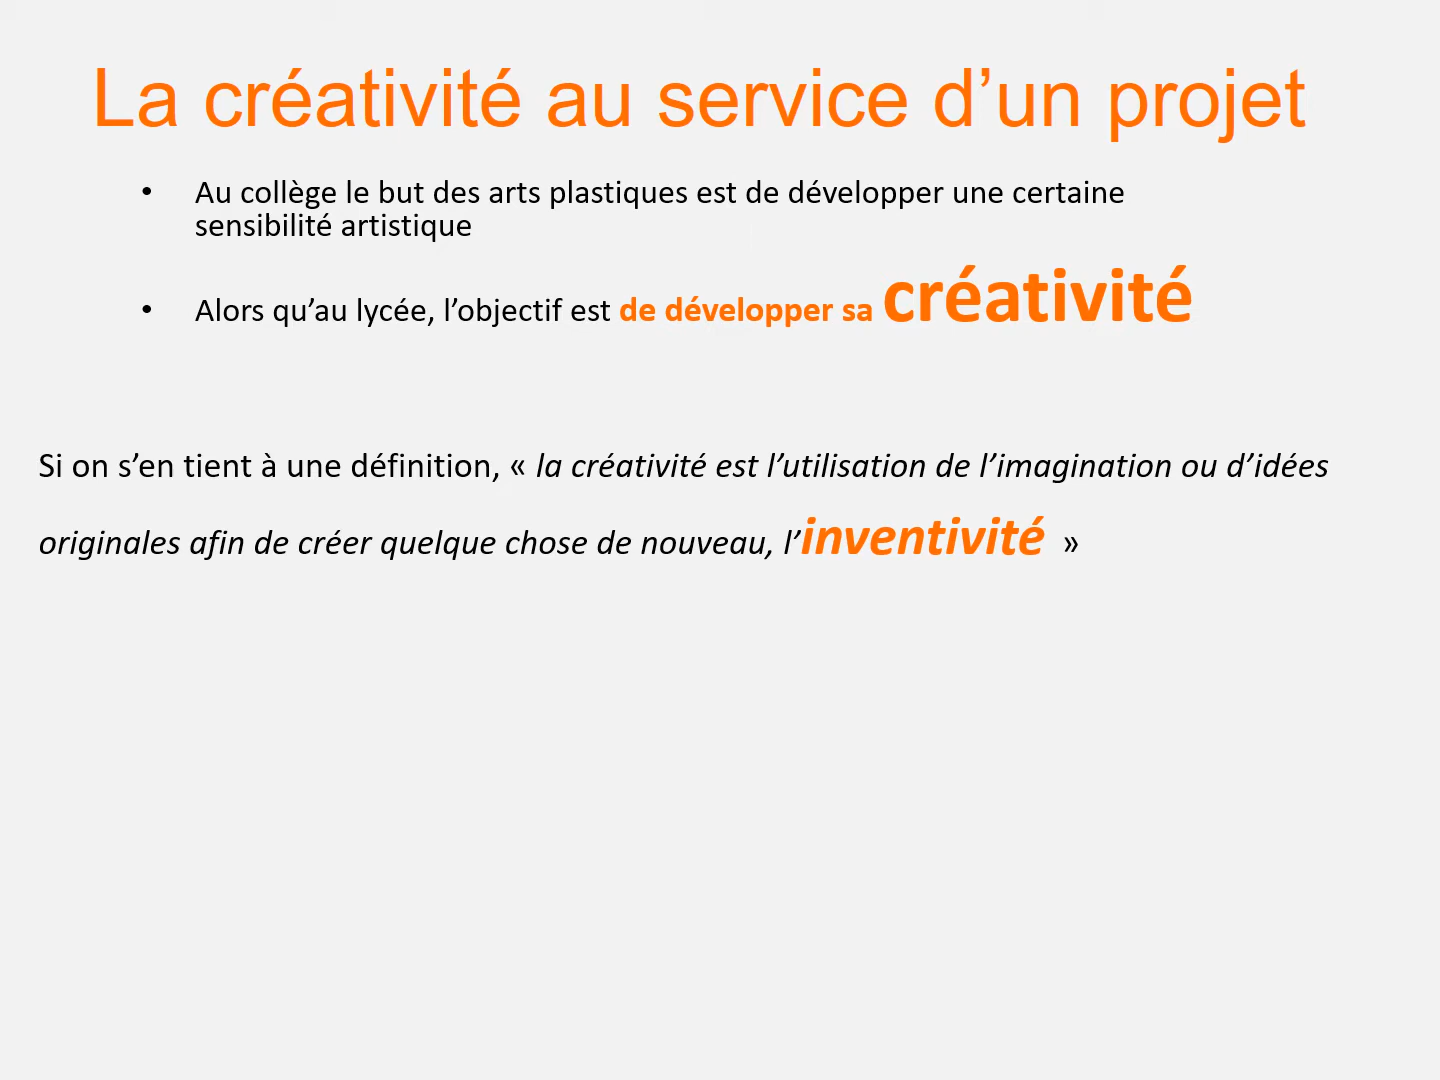 La créativité au service d’un projet
• Au collège le but des arts plastiques est de développer une certaine
sensibilité artistique
• Alors qu’au lycée, l’objectif est de développer sa créativité
Si on s’en tient à une définition, « la créativité est l’utilisation de l’imagination ou d’idées
originales afin de créer quelque chose de nouveau, l’inventivité »